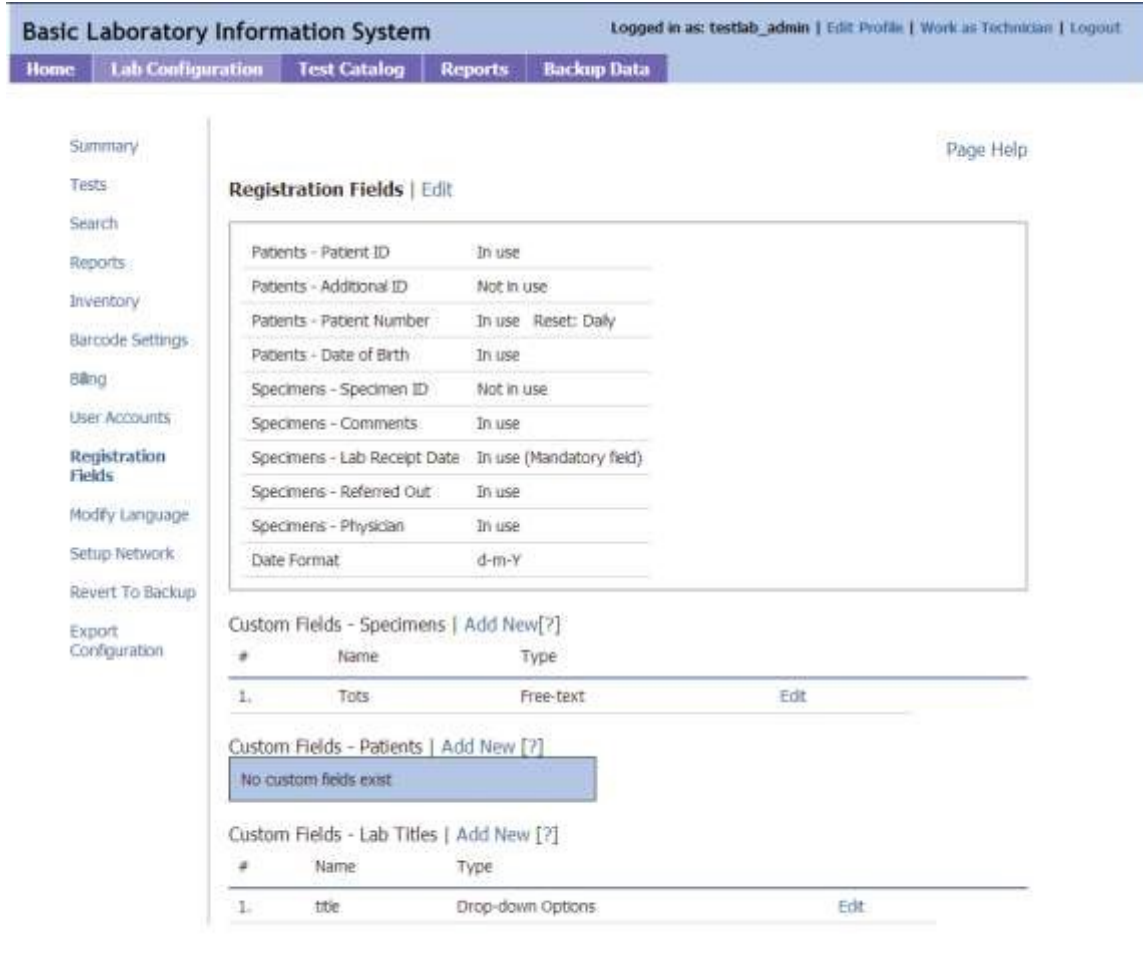 Basic Laboratory Information System
Logged in as: testlab_admin | Edit Profile | Work as Technician | Logout
Home Lab Configuration Test Catalog Reports Backup Data
Page Help
Summary
Tests
Search
Reports
Inventory
Barcode Settings
Billing
User Accounts
Registration
Fields
Modify Language
Setup Network
Revert To Backup
Export
Configuration
Registration Fields | Edit
Patients - Patient ID In use
Patients - Additional ID Not in use
Patients - Patient Number In use Reset: Daily
Patients - Date of Birth In use
Specimens - Specimen ID Not in use
Specimens - Comments In use
Specimens - Lab Receipt Date In use (Mandatory field)
Specimens - Referred Out In use
Specimens - Physician In use
Date Format d-m-Y
Custom Fields - Specimens | Add New[?]
# Name Type
1. Tots Free-text Edit
Custom Fields - Patients | Add New [?]
No custom fields exist
Custom Fields - Lab Titles | Add New [?]
# Name Type
1. title Drop-down Options Edit